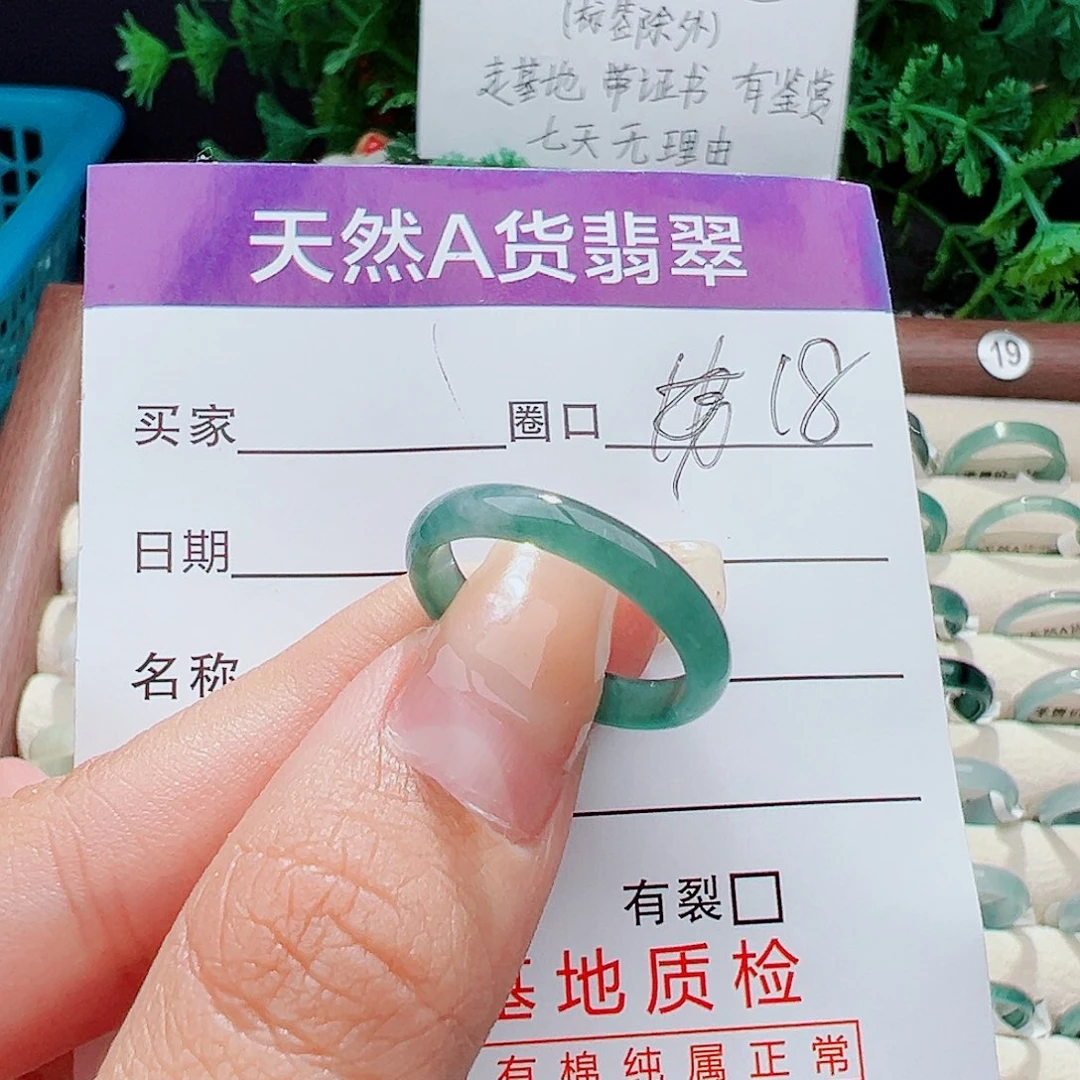 (标签除外)
走基地 带证书 有鉴赏
七天无理由
天然A货翡翠
买家 圈口 18
19
日期
名称
有裂□
基地质检
有棉纯属正常